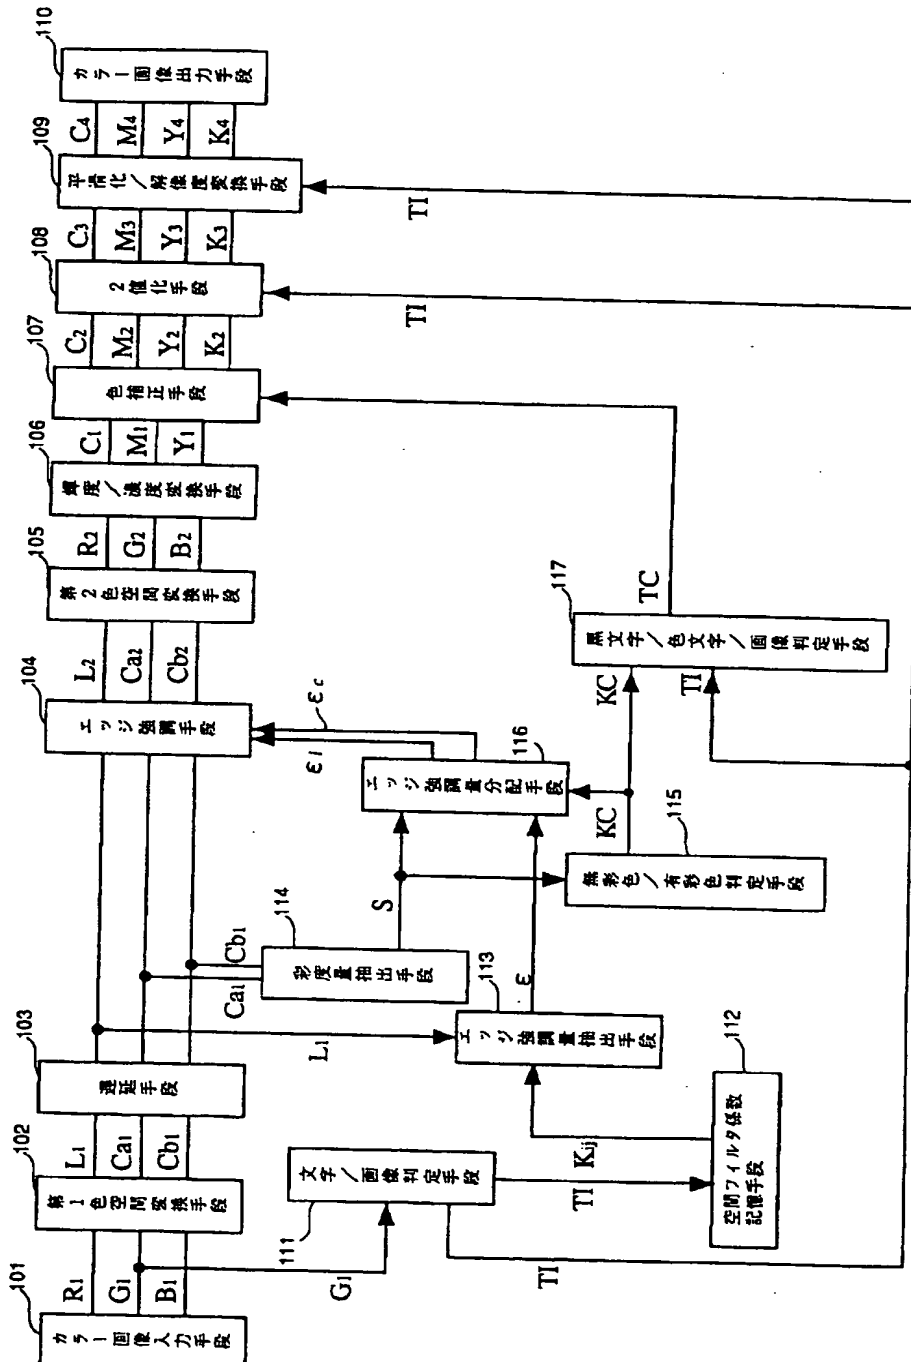 101
カラー画像入力手段
R1
G1
B1
102
第1色空間変換手段
L1
Ca1
Cb1
103
遅延手段
104
エッジ強調手段
L2
Ca2
Cb2
105
第2色空間変換手段
R2
G2
B2
106
輝度/濃度変換手段
C1
M1
Y1
107
色補正手段
C2
M2
Y2
K2
108
2値化手段
C3
M3
Y3
K3
109
平滑化/解像度変換手段
C4
M4
Y4
K4
110
カラー画像出力手段
G1
111
文字/画像判定手段
TI
TI
Kij
112
空間フィルタ係数
記憶手段
L1
113
エッジ強調量抽出手段
ε
Ca1
Cb1
114
彩度量抽出手段
S
115
無彩色/有彩色判定手段
KC
KC
116
エッジ強調量分配手段
εl
εc
TI
117
黒文字/色文字/画像判定手段
TC
TI
TI